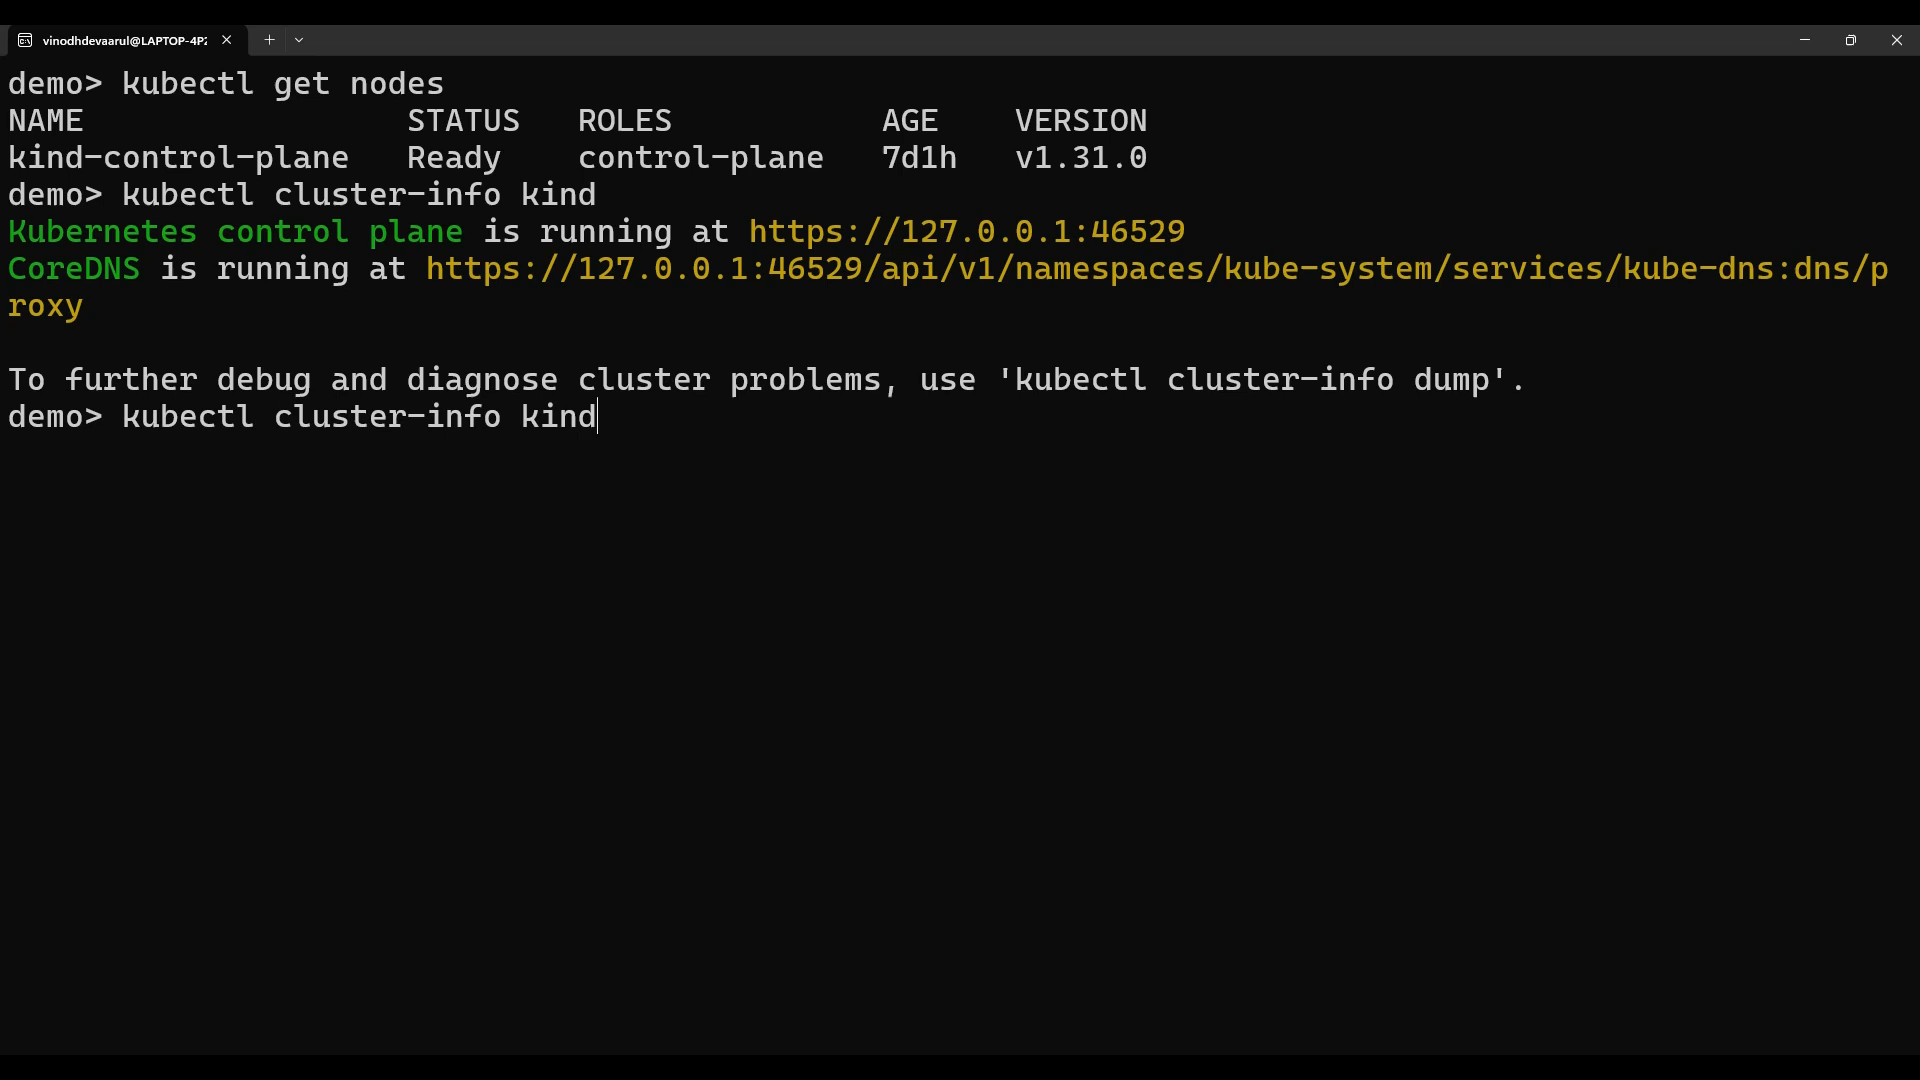 vinodhdevaarul@LAPTOP-4P2
demo> kubectl get nodes
NAME STATUS ROLES AGE VERSION
kind-control-plane Ready control-plane 7d1h v1.31.0
demo> kubectl cluster-info kind
Kubernetes control plane is running at https://127.0.0.1:46529
CoreDNS is running at https://127.0.0.1:46529/api/v1/namespaces/kube-system/services/kube-dns:dns/p
roxy
To further debug and diagnose cluster problems, use 'kubectl cluster-info dump'.
demo> kubectl cluster-info kind